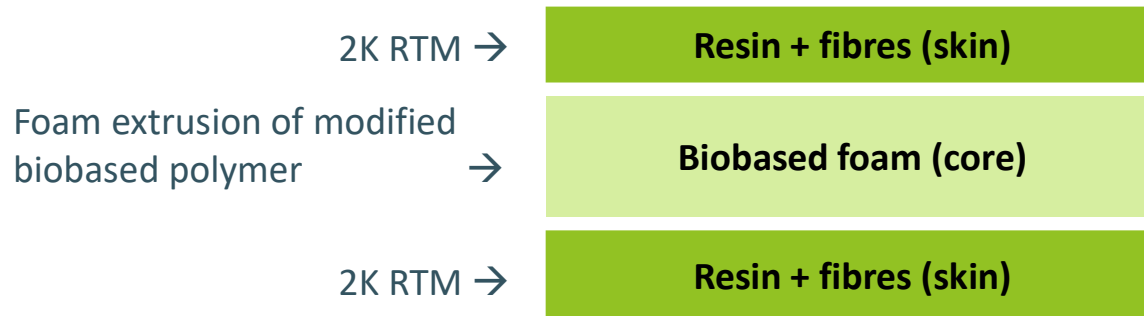 2K RTM → Resin + fibres (skin)
Foam extrusion of modified
biobased polymer → Biobased foam (core)
2K RTM → Resin + fibres (skin)